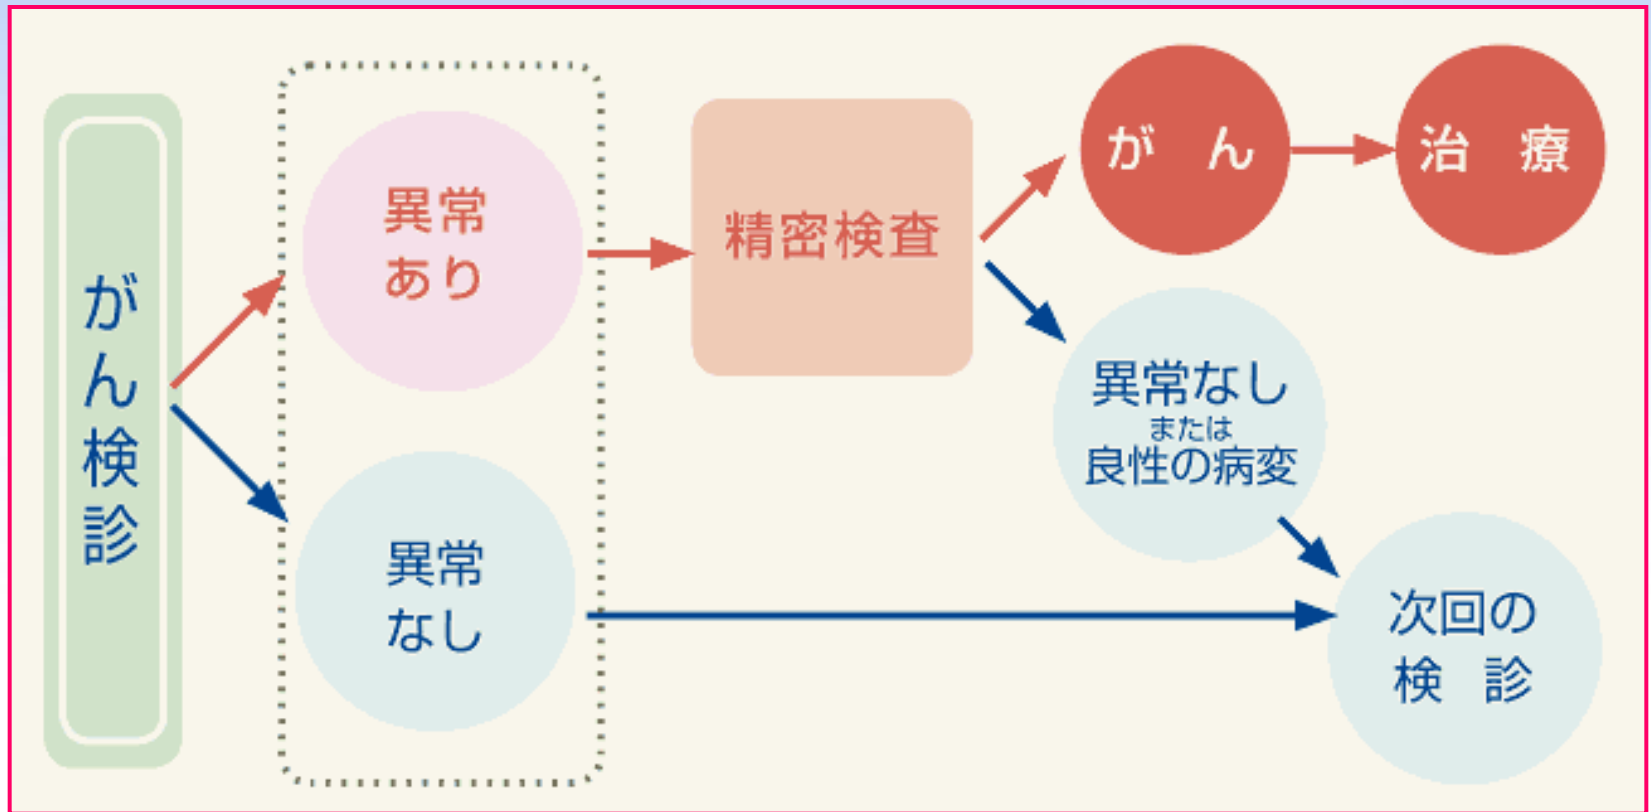 がん検診
異常
あり
異常
なし
精密検査
が　ん
治　療
異常なし
または
良性の病変
次回の
検　診